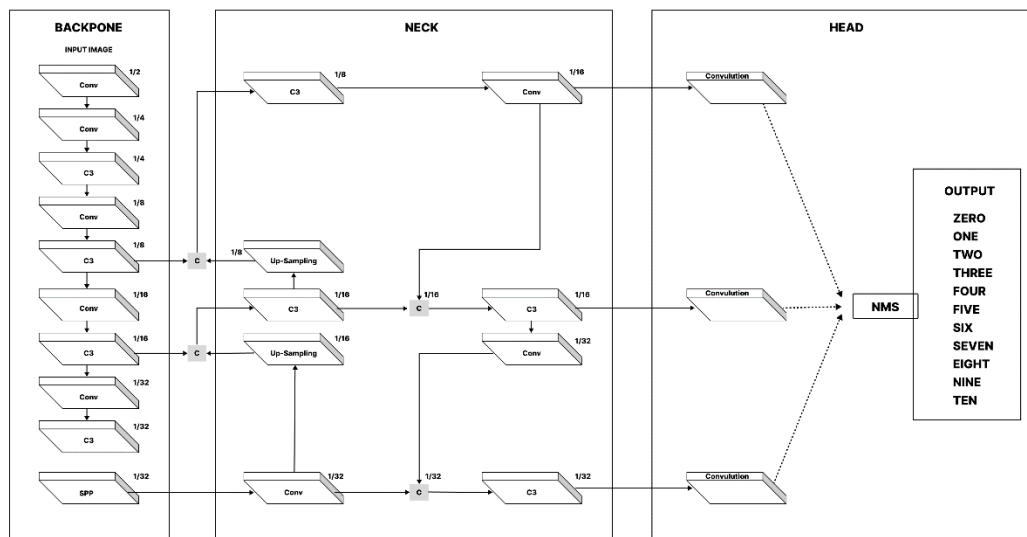 BACKPONE
INPUT IMAGE
1/2
Conv
1/4
Conv
1/4
C3
1/8
Conv
1/8
C3
1/16
Conv
1/16
C3
1/32
Conv
1/32
C3
1/32
SPP
NECK
1/8
C3
1/16
Conv
C
1/8
Up-Sampling
1/16
C3
C
1/16
1/16
C3
C
1/16
Up-Sampling
1/32
Conv
1/32
Conv
C
1/32
1/32
C3
HEAD
Convulution
Convulution
Convulution
NMS
OUTPUT
ZERO
ONE
TWO
THREE
FOUR
FIVE
SIX
SEVEN
EIGHT
NINE
TEN